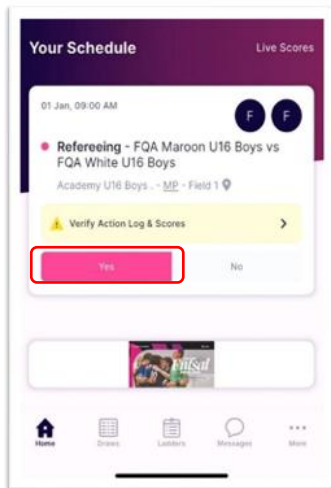 Your Schedule
Live Scores
01 Jan, 09:00 AM
F F
Refereeing - FQA Maroon U16 Boys vs
FQA White U16 Boys
Academy U16 Boys . - MP - Field 1
Verify Action Log & Scores
Yes
No
Futsal
Home
Draws
Ladders
Messages
More